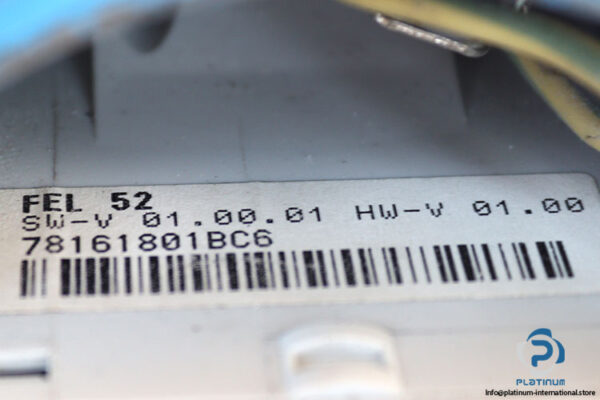 FEL 52
SW-V 01.00.01 HW-V 01.00
78161801BC6
PLATINUM
Info@platinum-international.store